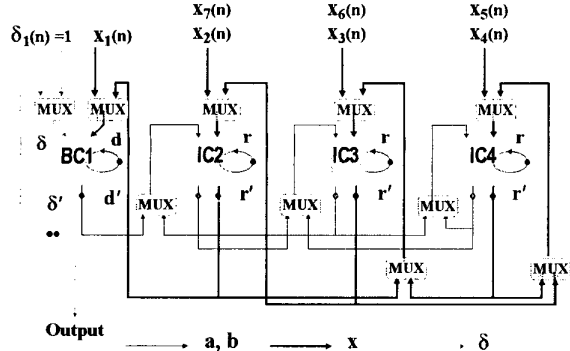 x₇(n) x₆(n) x₅(n)
δ₁(n) =1 x₁(n) x₂(n) x₃(n) x₄(n)
MUX MUX MUX MUX MUX
δ d r r r
BC1 IC2 IC3 IC4
δ' d' MUX r' MUX r' MUX r'
MUX MUX
Output
a, b x δ